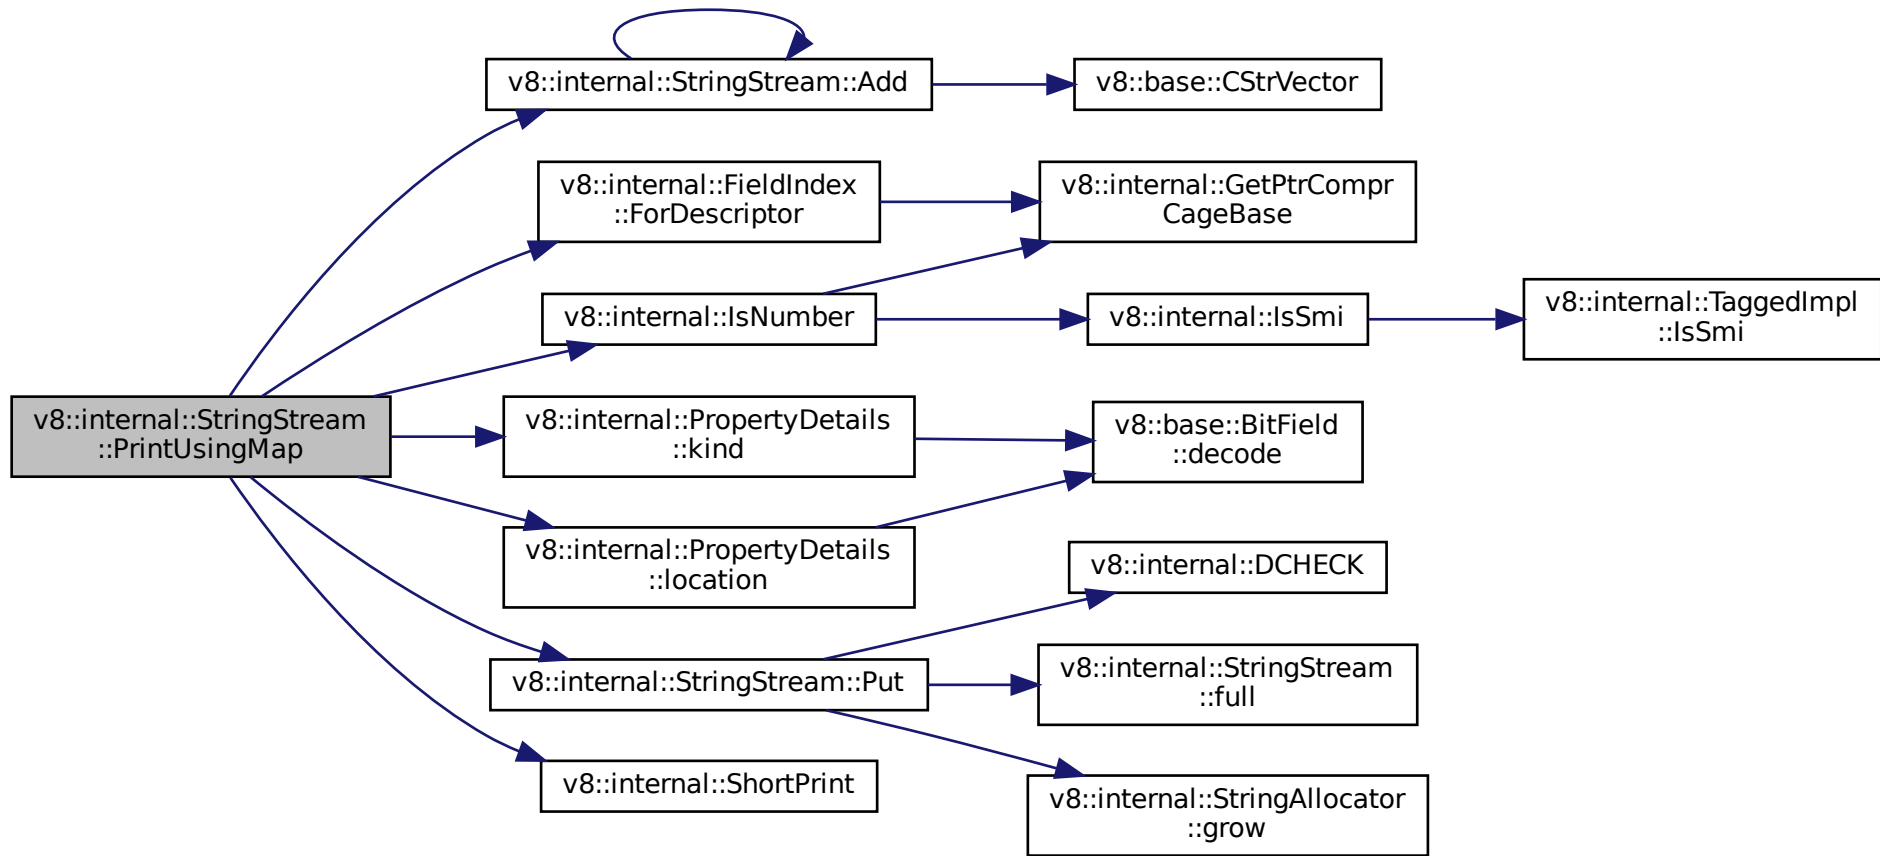 v8::internal::StringStream::Add
v8::base::CStrVector
v8::internal::FieldIndex
::ForDescriptor
v8::internal::GetPtrCompr
CageBase
v8::internal::IsNumber
v8::internal::IsSmi
v8::internal::TaggedImpl
::IsSmi
v8::internal::StringStream
::PrintUsingMap
v8::internal::PropertyDetails
::kind
v8::base::BitField
::decode
v8::internal::PropertyDetails
::location
v8::internal::DCHECK
v8::internal::StringStream::Put
v8::internal::StringStream
::full
v8::internal::ShortPrint
v8::internal::StringAllocator
::grow